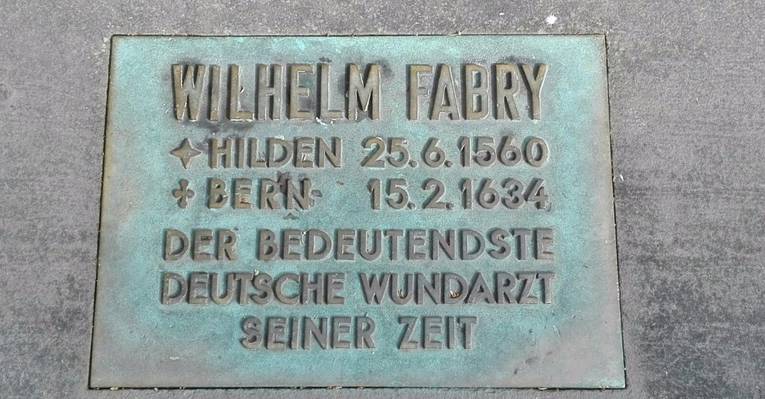 WILHELM FABRY
✦ HILDEN 25.6.1560
✢ BERN 15.2.1634
DER BEDEUTENDSTE
DEUTSCHE WUNDARZT
SEINER ZEIT